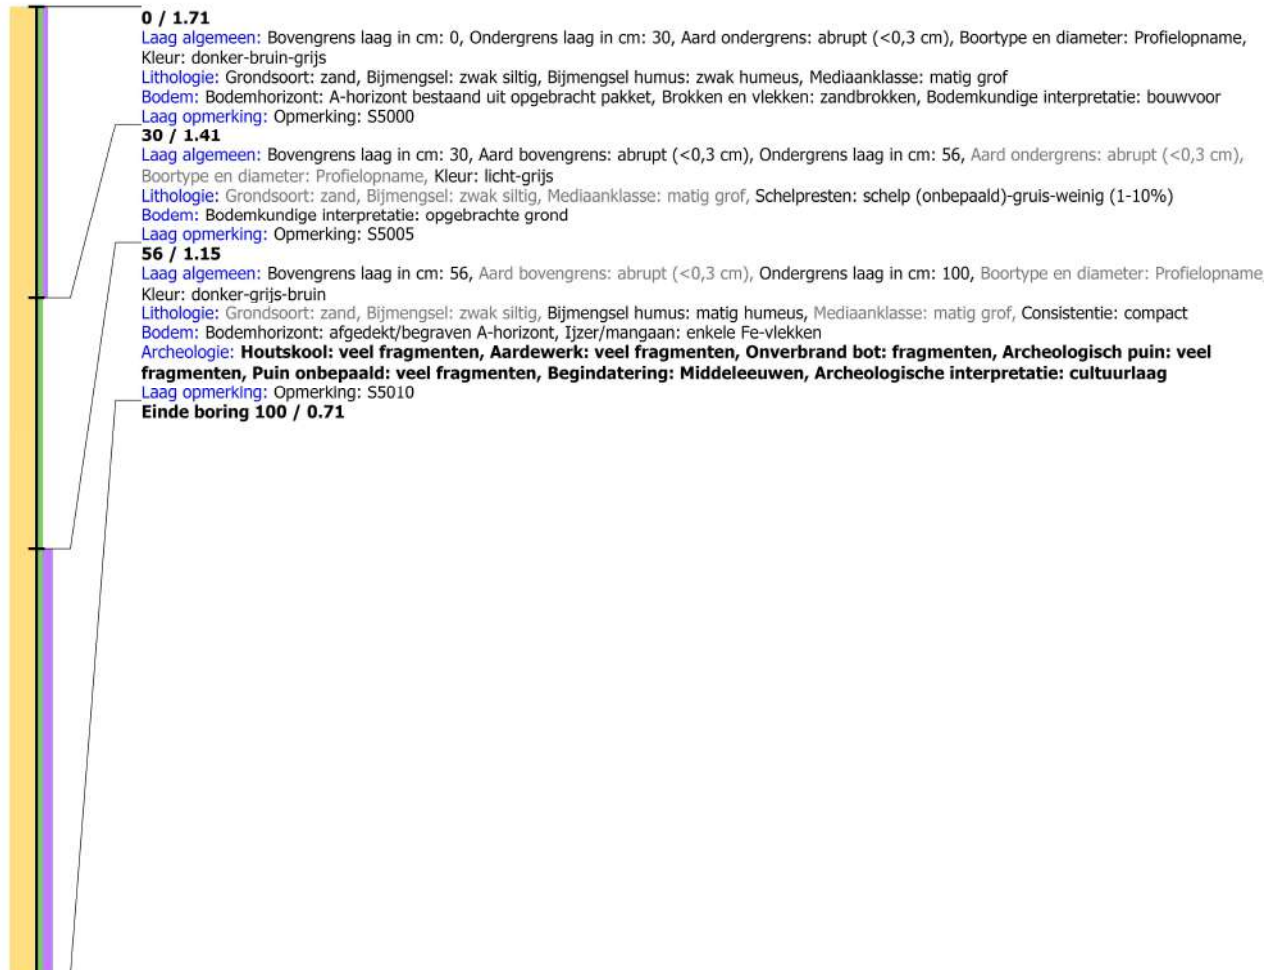 0 / 1.71
Laag algemeen: Bovengrens laag in cm: 0, Ondergrens laag in cm: 30, Aard ondergrens: abrupt (<0,3 cm), Boortype en diameter: Profielopname,
Kleur: donker-bruin-grijs
Lithologie: Grondsoort: zand, Bijmengsel: zwak siltig, Bijmengsel humus: zwak humeus, Mediaanklasse: matig grof
Bodem: Bodemhorizont: A-horizont bestaand uit opgebracht pakket, Brokken en vlekken: zandbrokken, Bodemkundige interpretatie: bouwvoor
Laag opmerking: Opmerking: S5000
30 / 1.41
Laag algemeen: Bovengrens laag in cm: 30, Aard bovengrens: abrupt (<0,3 cm), Ondergrens laag in cm: 56, Aard ondergrens: abrupt (<0,3 cm),
Boortype en diameter: Profielopname, Kleur: licht-grijs
Lithologie: Grondsoort: zand, Bijmengsel: zwak siltig, Mediaanklasse: matig grof, Schelpresten: schelp (onbepaald)-gruis-weinig (1-10%)
Bodem: Bodemkundige interpretatie: opgebrachte grond
Laag opmerking: Opmerking: S5005
56 / 1.15
Laag algemeen: Bovengrens laag in cm: 56, Aard bovengrens: abrupt (<0,3 cm), Ondergrens laag in cm: 100, Boortype en diameter: Profielopname,
Kleur: donker-grijs-bruin
Lithologie: Grondsoort: zand, Bijmengsel: zwak siltig, Bijmengsel humus: matig humeus, Mediaanklasse: matig grof, Consistentie: compact
Bodem: Bodemhorizont: afgedekt/begraven A-horizont, Ijzer/mangaan: enkele Fe-vlekken
Archeologie: Houtskool: veel fragmenten, Aardewerk: veel fragmenten, Onverbrand bot: fragmenten, Archeologisch puin: veel
fragmenten, Puin onbepaald: veel fragmenten, Begindatering: Middeleeuwen, Archeologische interpretatie: cultuurlaag
Laag opmerking: Opmerking: S5010
Einde boring 100 / 0.71